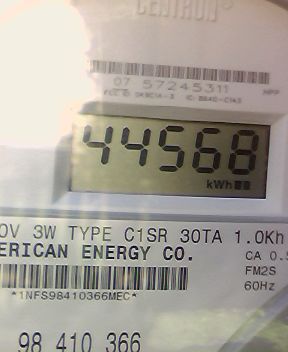 CENTRON®
07 57245311
44568
kWh
0V 3W TYPE C1SR 30TA 1.0Kh
ERICAN ENERGY CO. CA 0.5
FM2S
*1NFS98410366MEC* 60Hz
98 410 366